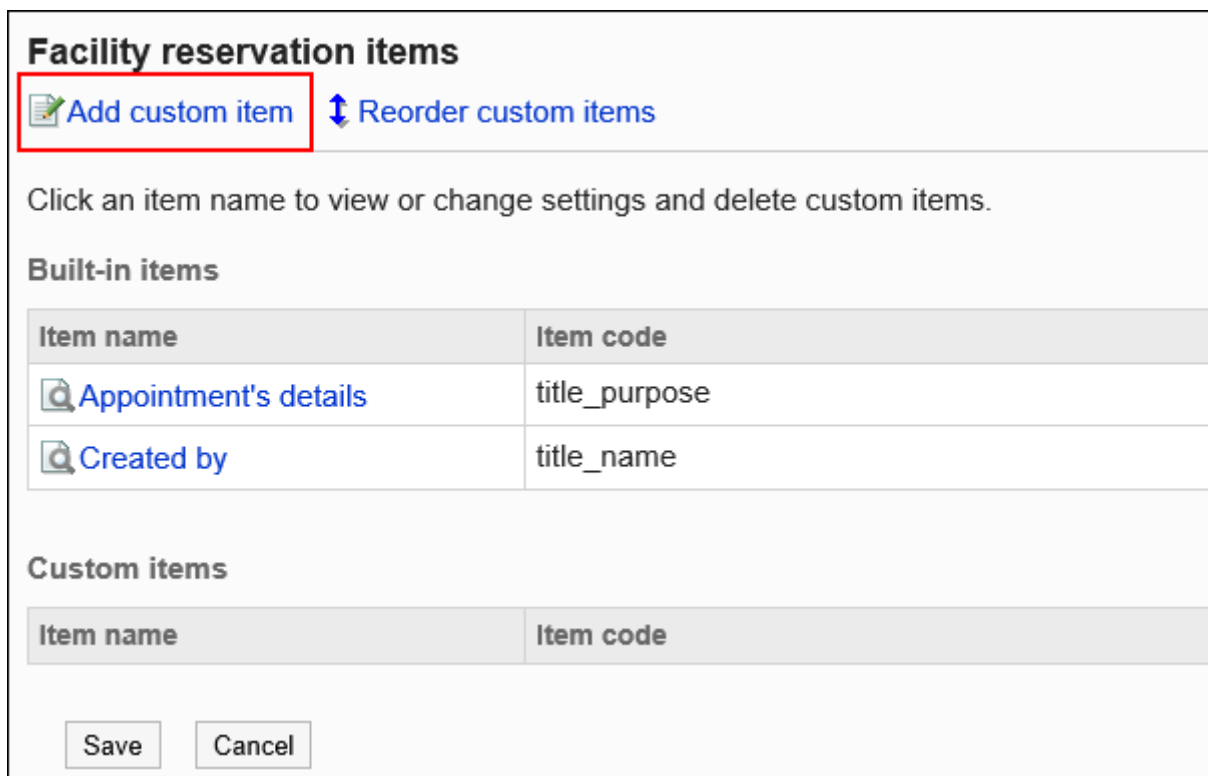 Facility reservation items
Add custom item Reorder custom items
Click an item name to view or change settings and delete custom items.
Built-in items
Item name Item code
Appointment's details title_purpose
Created by title_name
Custom items
Item name Item code
Save Cancel